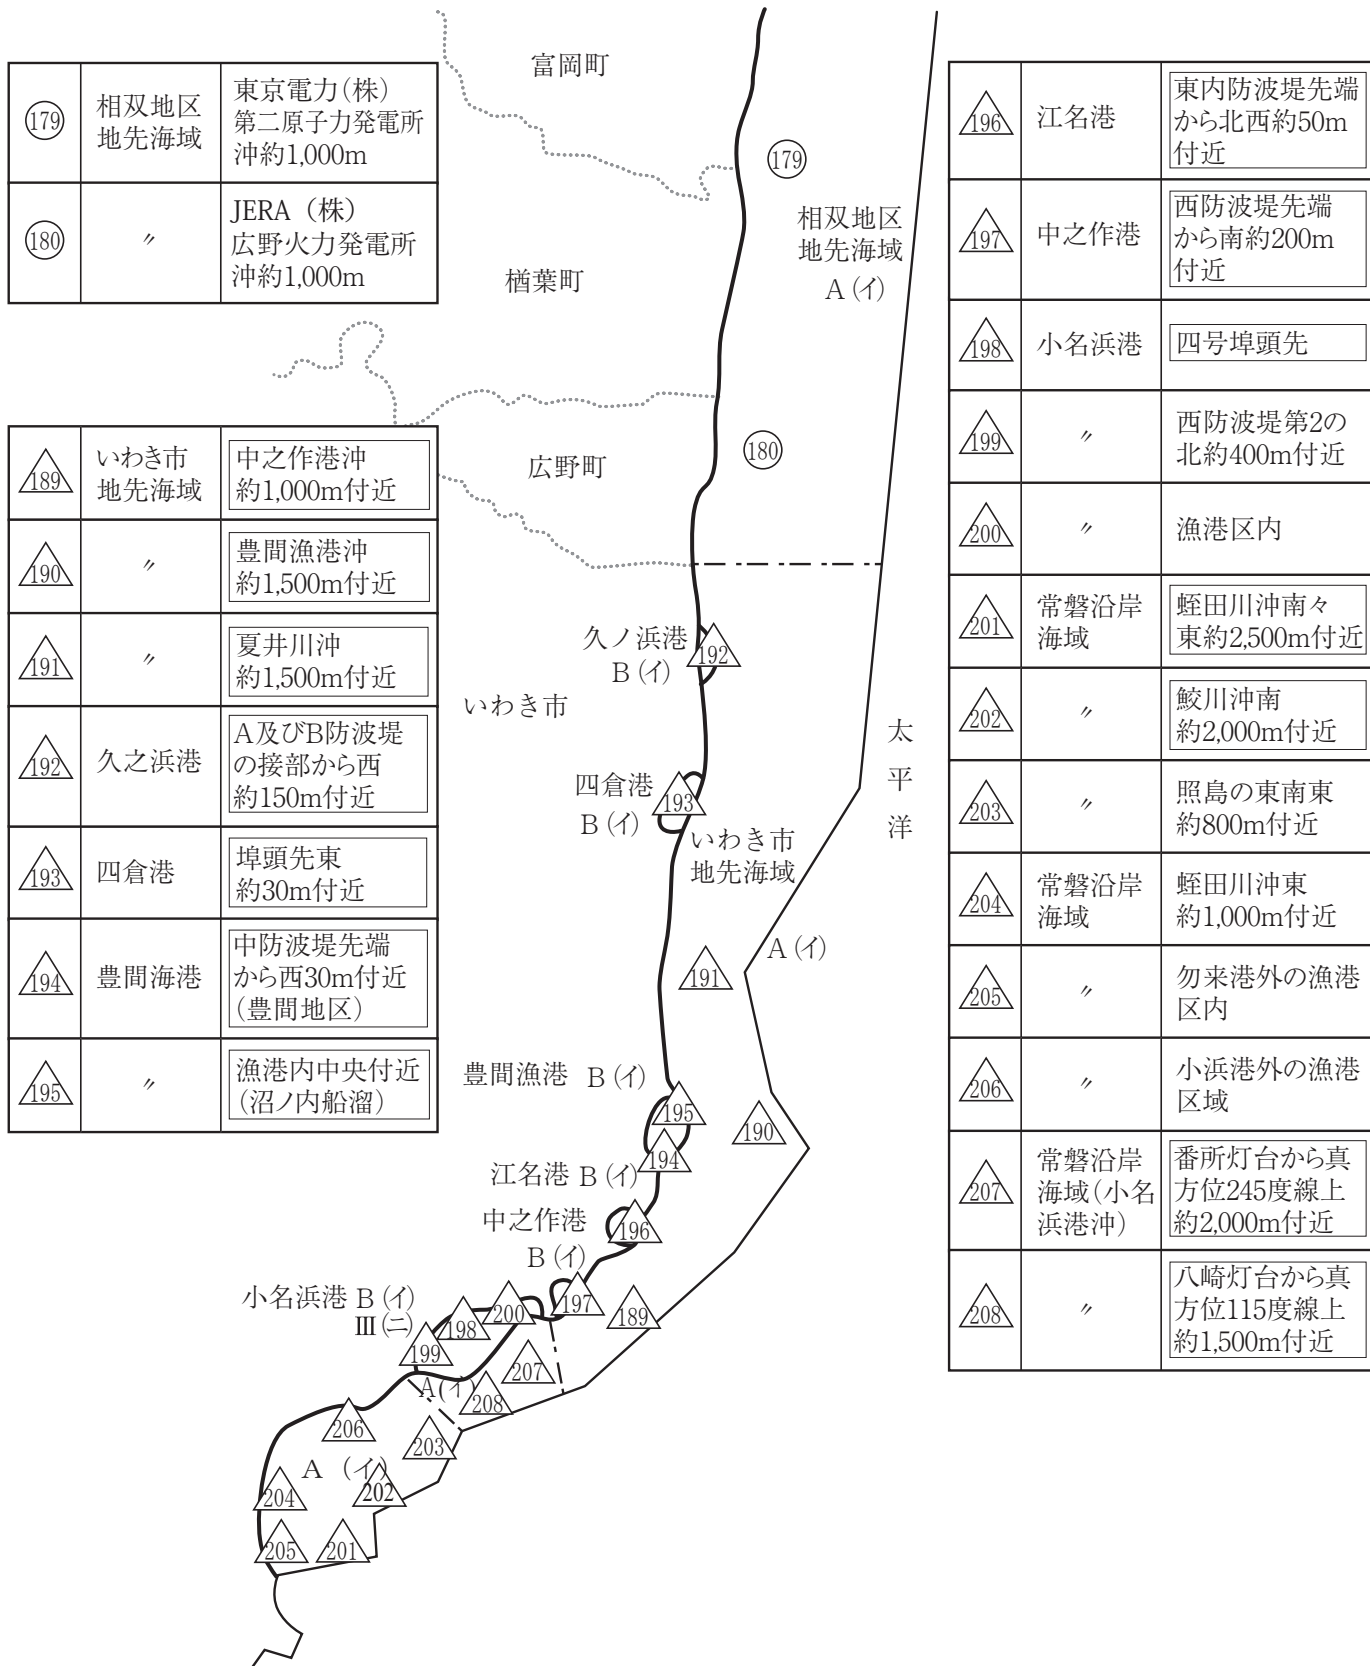 179
相双地区
地先海域
東京電力(株)
第二原子力発電所
沖約1,000m
180
〃
JERA（株）
広野火力発電所
沖約1,000m
189
いわき市
地先海域
中之作港沖
約1,000m付近
190
〃
豊間漁港沖
約1,500m付近
191
〃
夏井川沖
約1,500m付近
192
久之浜港
A及びB防波堤
の接部から西
約150m付近
193
四倉港
埠頭先東
約30m付近
194
豊間海港
中防波堤先端
から西30m付近
(豊間地区)
195
〃
漁港内中央付近
(沼ノ内船溜)
富岡町
179
相双地区
地先海域
A(イ)
楢葉町
180
広野町
久ノ浜港
B(イ)
192
いわき市
太平洋
四倉港
B(イ)
193
いわき市
地先海域
A(イ)
191
豊間漁港 B(イ)
195
190
194
江名港 B(イ)
中之作港
196
B(イ)
小名浜港 B(イ)
Ⅲ(ニ)
197
189
200
198
199
207
A(イ)
208
206
203
A (イ)
204
202
205
201
196
江名港
東内防波堤先端
から北西約50m
付近
197
中之作港
西防波堤先端
から南約200m
付近
198
小名浜港
四号埠頭先
199
〃
西防波堤第2の
北約400m付近
200
〃
漁港区内
201
常磐沿岸
海域
蛭田川沖南々
東約2,500m付近
202
〃
鮫川沖南
約2,000m付近
203
〃
照島の東南東
約800m付近
204
常磐沿岸
海域
蛭田川沖東
約1,000m付近
205
〃
勿来港外の漁港
区内
206
〃
小浜港外の漁港
区域
207
常磐沿岸
海域(小名
浜港沖)
番所灯台から真
方位245度線上
約2,000m付近
208
〃
八崎灯台から真
方位115度線上
約1,500m付近